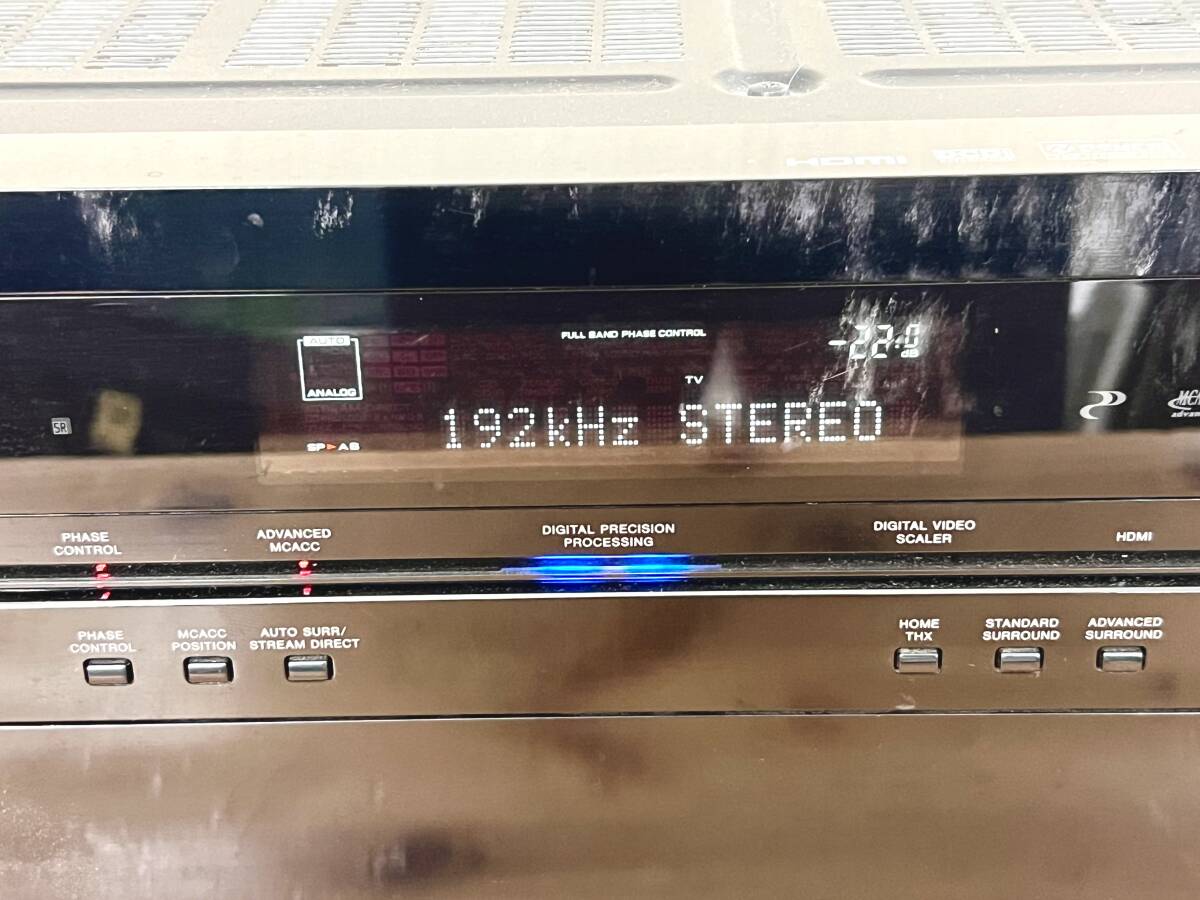 HDMI
FULL BAND PHASE CONTROL
-22.0
dB
AUTO
ANALOG
TV
SR
SP►AB
192kHz STEREO
PHASE
CONTROL
ADVANCED
MCACC
DIGITAL PRECISION
PROCESSING
DIGITAL VIDEO
SCALER
HDMI
PHASE
CONTROL
MCACC
POSITION
AUTO SURR/
STREAM DIRECT
HOME
THX
STANDARD
SURROUND
ADVANCED
SURROUND